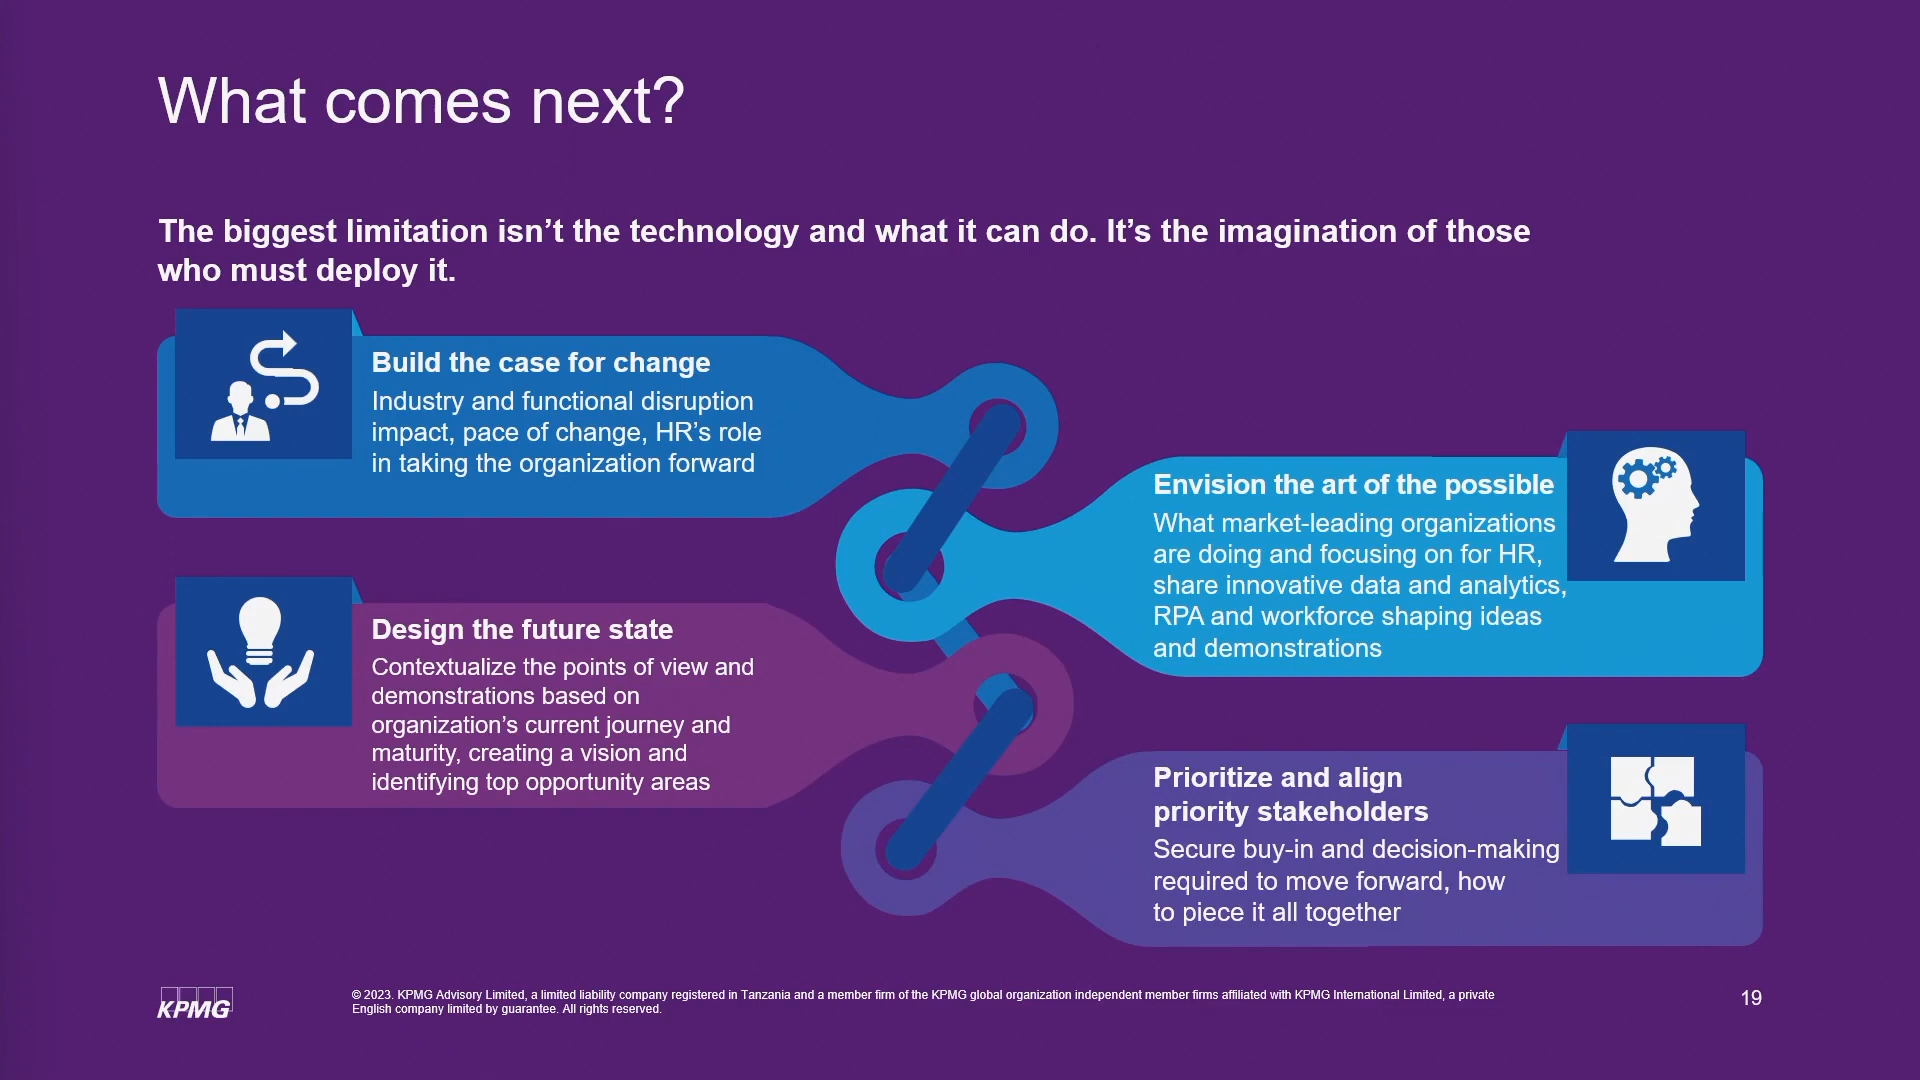 What comes next?
The biggest limitation isn’t the technology and what it can do. It’s the imagination of those
who must deploy it.
Build the case for change
Industry and functional disruption
impact, pace of change, HR’s role
in taking the organization forward
Envision the art of the possible
What market-leading organizations
are doing and focusing on for HR,
share innovative data and analytics,
RPA and workforce shaping ideas
and demonstrations
Design the future state
Contextualize the points of view and
demonstrations based on
organization’s current journey and
maturity, creating a vision and
identifying top opportunity areas
Prioritize and align
priority stakeholders
Secure buy-in and decision-making
required to move forward, how
to piece it all together
KPMG
© 2023. KPMG Advisory Limited, a limited liability company registered in Tanzania and a member firm of the KPMG global organization independent member firms affiliated with KPMG International Limited, a private
English company limited by guarantee. All rights reserved.
19